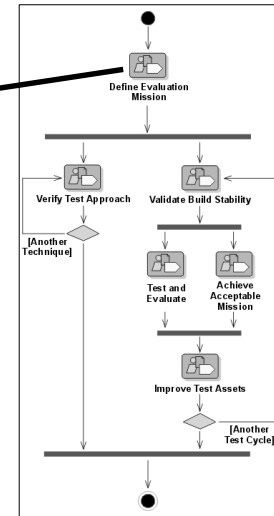 Define Evaluation
Mission
Verify Test Approach
Validate Build Stability
[Another
Technique]
Test and
Evaluate
Achieve
Acceptable
Mission
Improve Test Assets
[Another
Test Cycle]